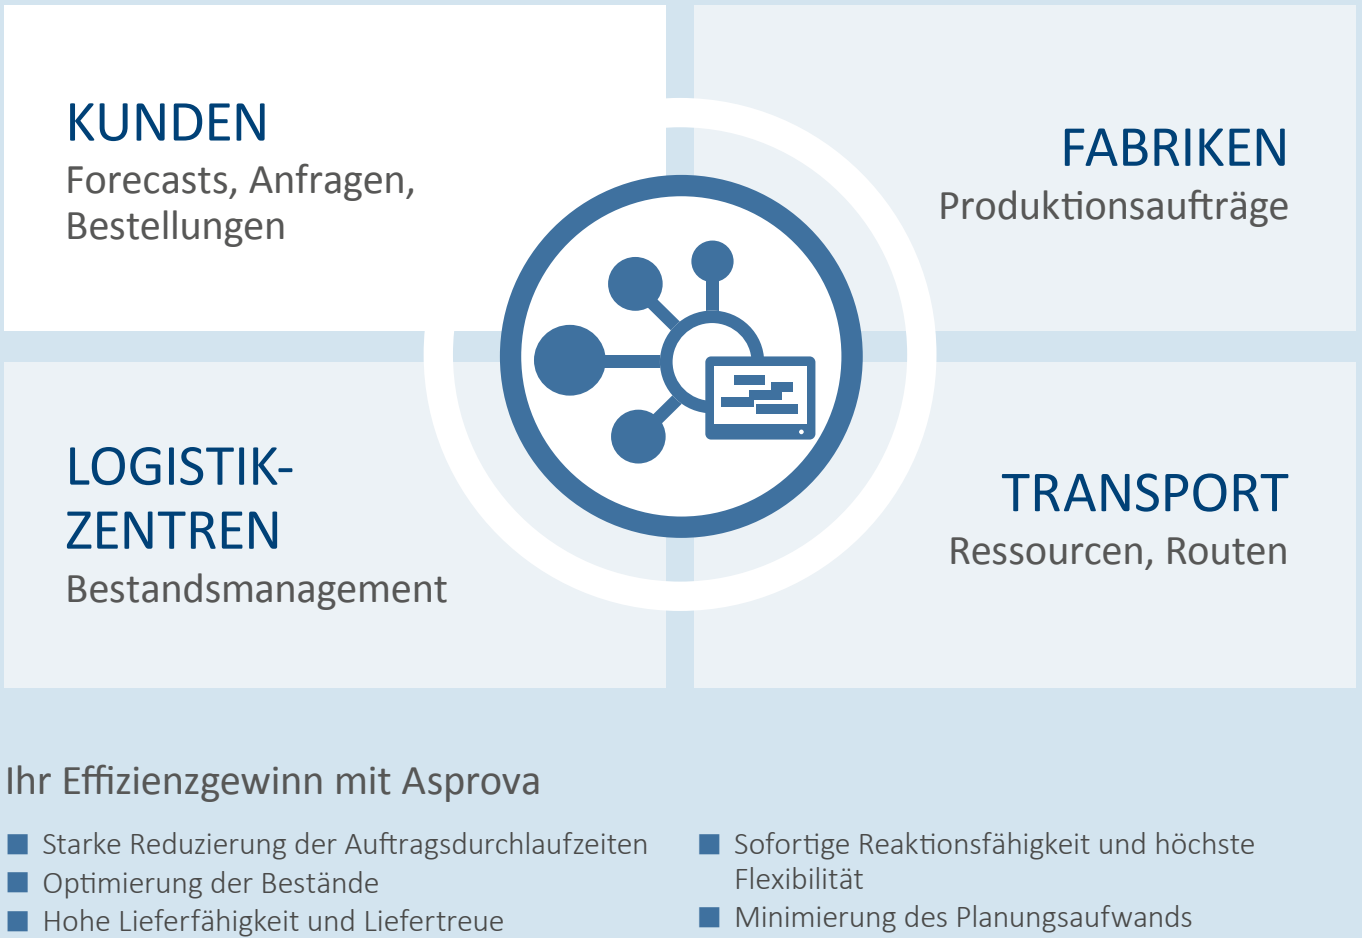 KUNDEN
Forecasts, Anfragen,
Bestellungen
FABRIKEN
Produktionsaufträge
LOGISTIK-
ZENTREN
Bestandsmanagement
TRANSPORT
Ressourcen, Routen
Ihr Effizienzgewinn mit Asprova
Starke Reduzierung der Auftragsdurchlaufzeiten
Optimierung der Bestände
Hohe Lieferfähigkeit und Liefertreue
Sofortige Reaktionsfähigkeit und höchste
Flexibilität
Minimierung des Planungsaufwands